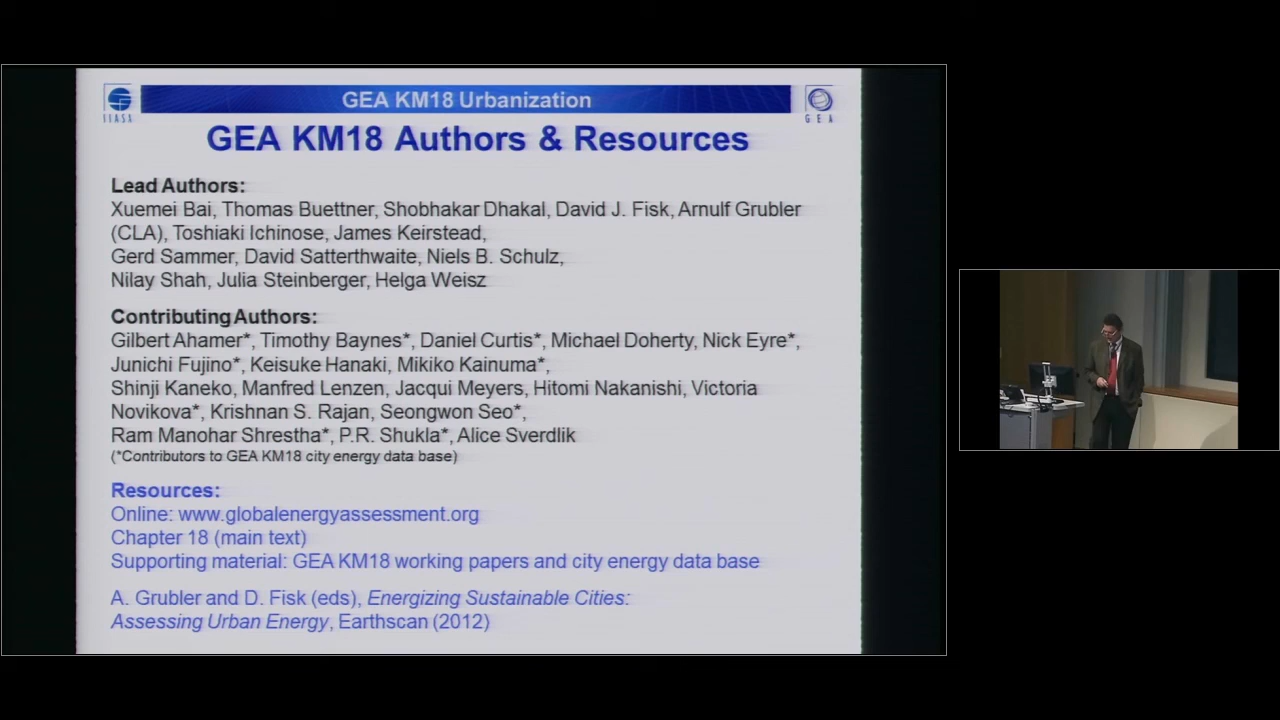 GEA KM18 Urbanization
IIASA
GEA
GEA KM18 Authors & Resources
Lead Authors:
Xuemei Bai, Thomas Buettner, Shobhakar Dhakal, David J. Fisk, Arnulf Grubler
(CLA), Toshiaki Ichinose, James Keirstead,
Gerd Sammer, David Satterthwaite, Niels B. Schulz,
Nilay Shah, Julia Steinberger, Helga Weisz
Contributing Authors:
Gilbert Ahamer*, Timothy Baynes*, Daniel Curtis*, Michael Doherty, Nick Eyre*,
Junichi Fujino*, Keisuke Hanaki, Mikiko Kainuma*,
Shinji Kaneko, Manfred Lenzen, Jacqui Meyers, Hitomi Nakanishi, Victoria
Novikova*, Krishnan S. Rajan, Seongwon Seo*,
Ram Manohar Shrestha*, P.R. Shukla*, Alice Sverdlik
(*Contributors to GEA KM18 city energy data base)
Resources:
Online: www.globalenergyassessment.org
Chapter 18 (main text)
Supporting material: GEA KM18 working papers and city energy data base
A. Grubler and D. Fisk (eds), Energizing Sustainable Cities:
Assessing Urban Energy, Earthscan (2012)